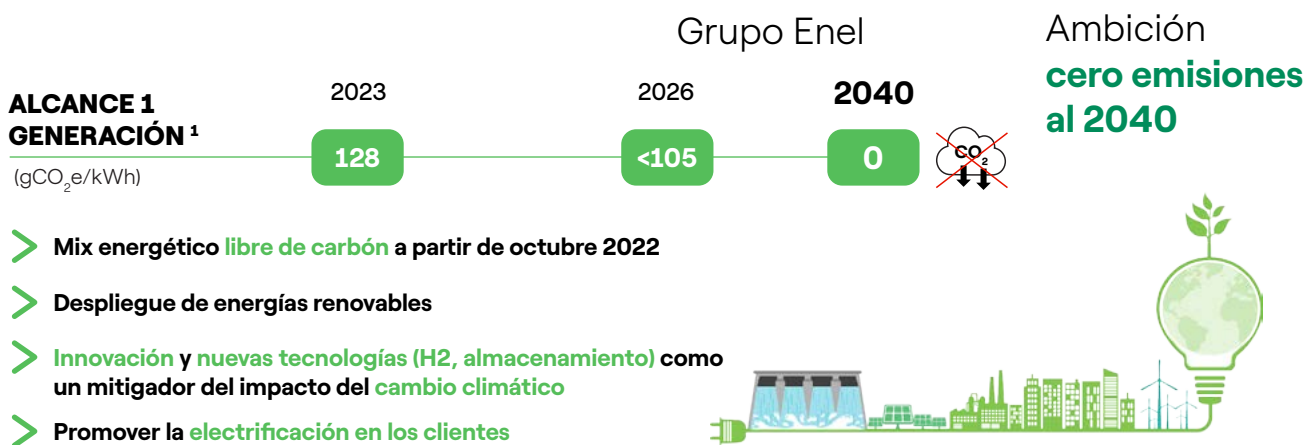 Grupo Enel
Ambición
cero emisiones
al 2040
ALCANCE 1
GENERACIÓN ¹
(gCO₂e/kWh)
2023
2026
2040
128
<105
0
CO₂
Mix energético libre de carbón a partir de octubre 2022
Despliegue de energías renovables
Innovación y nuevas tecnologías (H2, almacenamiento) como
un mitigador del impacto del cambio climático
Promover la electrificación en los clientes